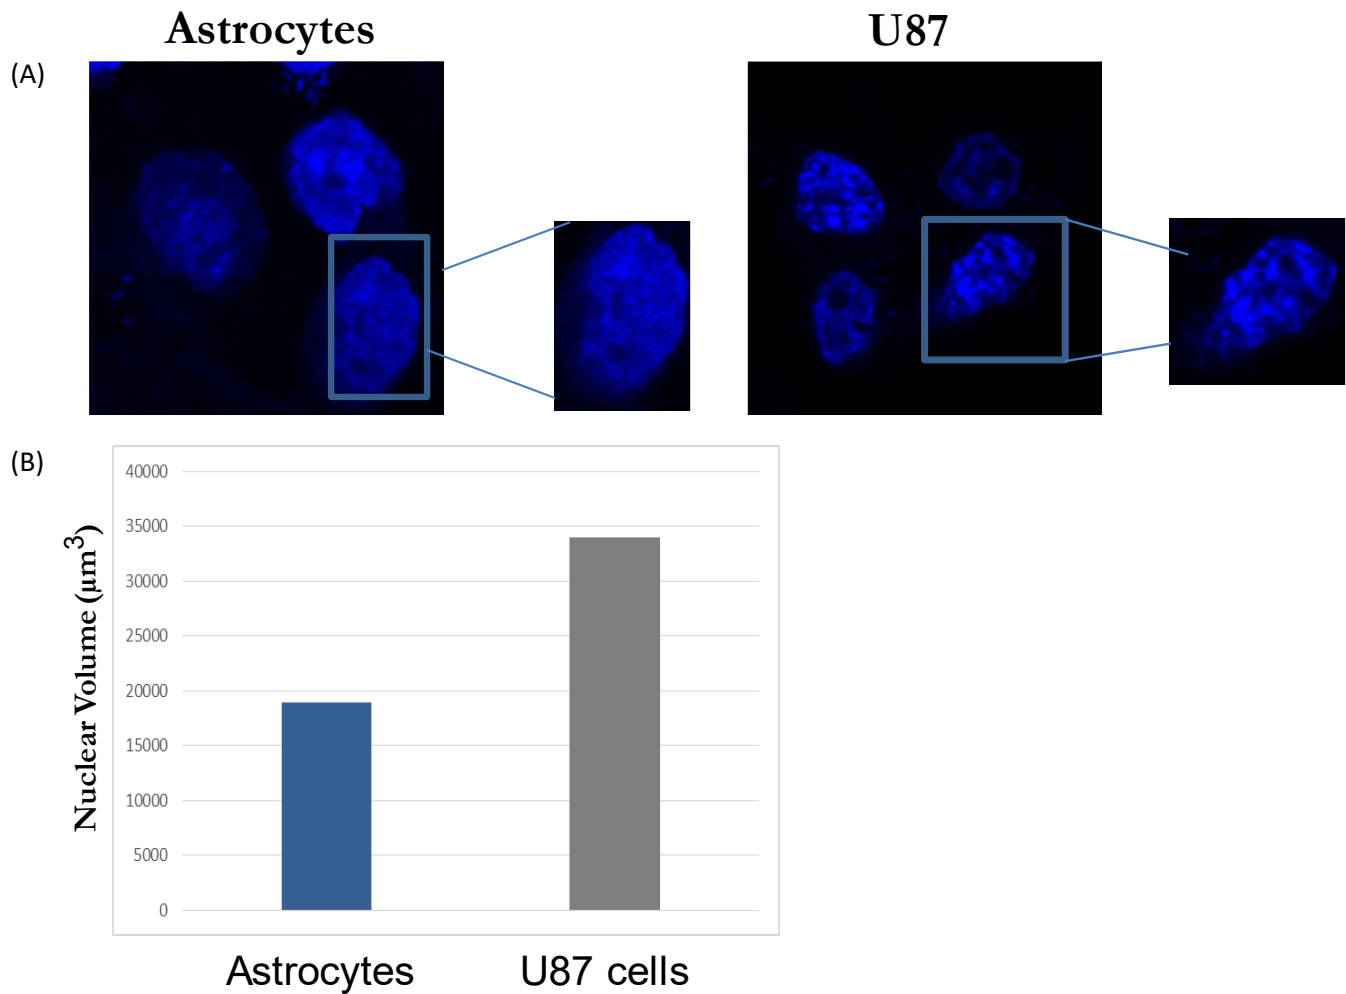 Astrocytes
U87
(A)
(B)
40000
35000
30000
25000
20000
15000
10000
5000
0
Nuclear Volume (µm³)
Astrocytes
U87 cells